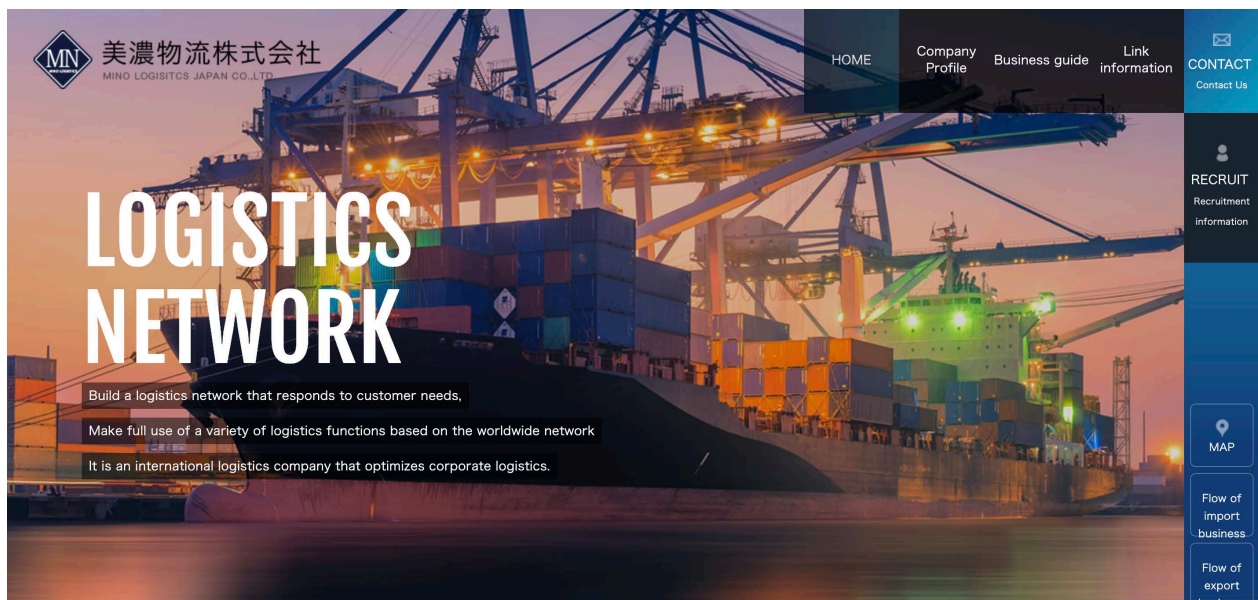 MN
MINO LOGISTICS
美濃物流株式会社
MINO LOGISITCS JAPAN CO.,LTD
HOME
Company
Profile
Business guide
Link
information
CONTACT
Contact Us
RECRUIT
Recruitment
information
LOGISTICS
NETWORK
Build a logistics network that responds to customer needs,
Make full use of a variety of logistics functions based on the worldwide network
It is an international logistics company that optimizes corporate logistics.
MAP
Flow of
import
business
Flow of
export